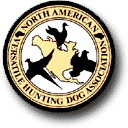 NORTH AMERICAN
VERSATILE HUNTING DOG ASSOCIATION